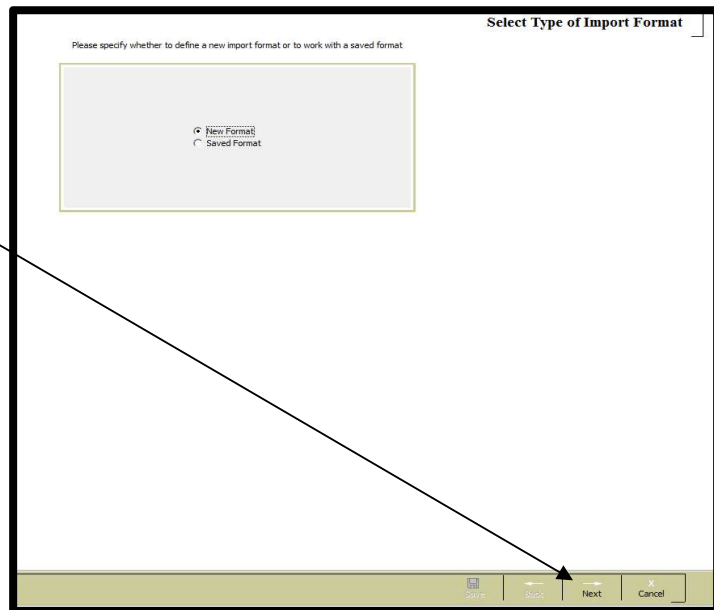 Select Type of Import Format
Please specify whether to define a new import format or to work with a saved format
New Format
Saved Format
Save Back Next X Cancel